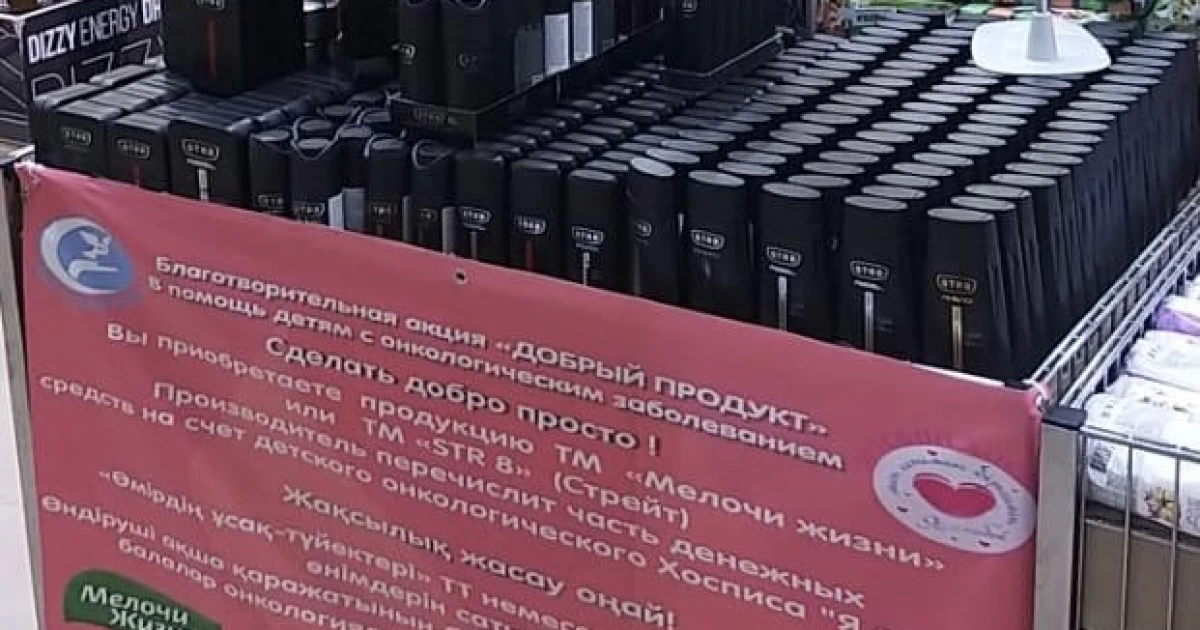 DIZZY ENERGY
STR8
Благотворительная акция «ДОБРЫЙ ПРОДУКТ»
В помощь детям с онкологическим заболеванием
Сделать добро просто !
Вы приобретаете продукцию ТМ «Мелочи жизни»
или ТМ «STR 8» (Стрейт)
Производитель перечислит часть денежных
средств на счет детского онкологического Хосписа "Я
Жақсылық жасау оңай!
«Өмірдің ұсақ-түйектері» ТТ немесе
өнімдерін
Өндіруші ақша қаражатының
балалар
Мелочи
Жизни